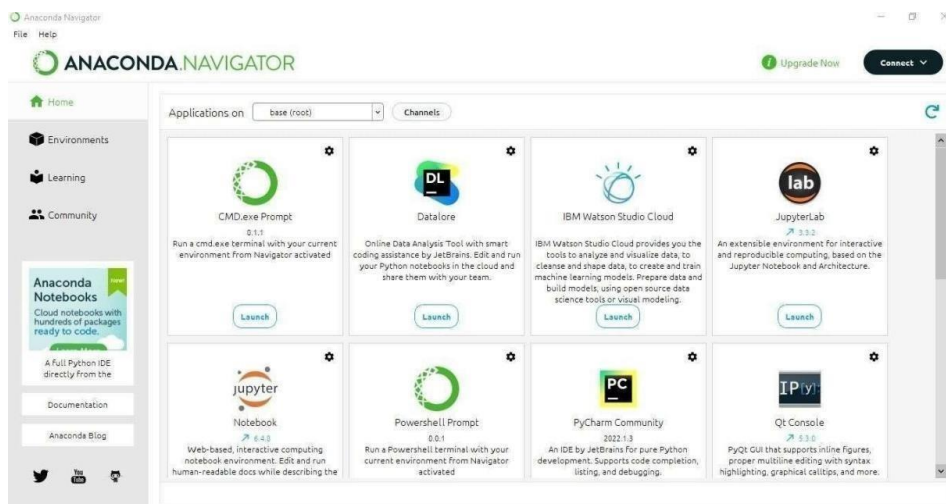 Anaconda Navigator
File Help
ANACONDA.NAVIGATOR
Upgrade Now
Connect
Home
Environments
Learning
Community
Anaconda Notebooks
new
Cloud notebooks with
hundreds of packages
ready to code.
A full Python IDE
directly from the
Documentation
Anaconda Blog
You
Tube
Applications on base (root) Channels
CMD.exe Prompt
0.1.1
Run a cmd.exe terminal with your current
environment from Navigator activated
Launch
DL
Datalore
Online Data Analysis Tool with smart
coding assistance by JetBrains. Edit and run
your Python notebooks in the cloud and
share them with your team.
Launch
IBM Watson Studio Cloud
IBM Watson Studio Cloud provides you the
tools to analyze and visualize data, to
cleanse and shape data, to create and train
machine learning models. Prepare data and
build models, using open source data
science tools or visual modeling.
Launch
lab
JupyterLab
3.3.2
An extensible environment for interactive
and reproducible computing, based on the
Jupyter Notebook and Architecture.
Launch
jupyter
Notebook
6.4.8
Web-based, interactive computing
notebook environment. Edit and run
human-readable docs while describing the
Powershell Prompt
0.0.1
Run a Powershell terminal with your
current environment from Navigator
activated
PC
PyCharm Community
2022.1.3
An IDE by JetBrains for pure Python
development. Supports code completion,
listing, and debugging.
IP[y]:
Qt Console
5.3.0
PyQt GUI that supports inline figures,
proper multiline editing with syntax
highlighting, graphical calltips, and more.